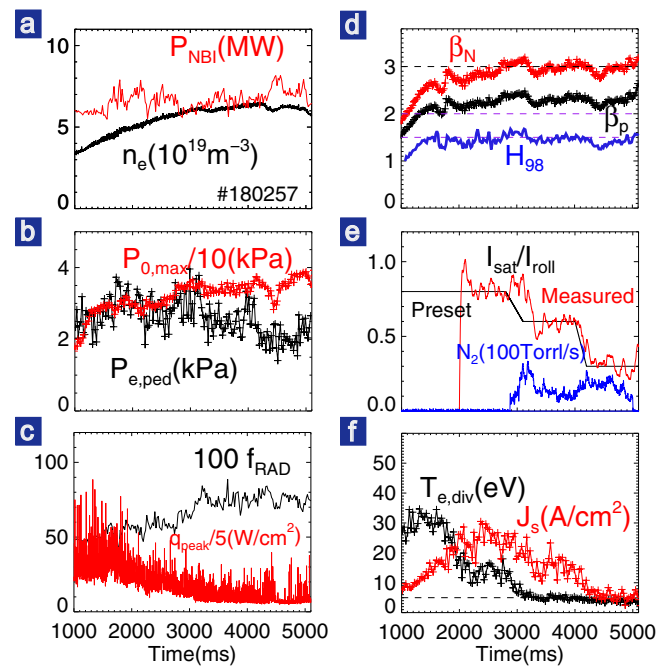 a
10
5
0
P_NBI(MW)
n_e(10^19m^−3)
#180257
b
4
2
0
P_0,max/10(kPa)
P_e,ped(kPa)
c
100
50
0
100 f_RAD
q_peak/5(W/cm^2)
1000 2000 3000 4000 5000
Time(ms)
d
3
2
1
0
β_N
β_p
H_98
e
1.0
0.5
0.0
I_sat/I_roll
Preset
Measured
N_2(100Torrl/s)
f
50
40
30
20
10
0
T_e,div(eV)
J_s(A/cm^2)
1000 2000 3000 4000 5000
Time(ms)